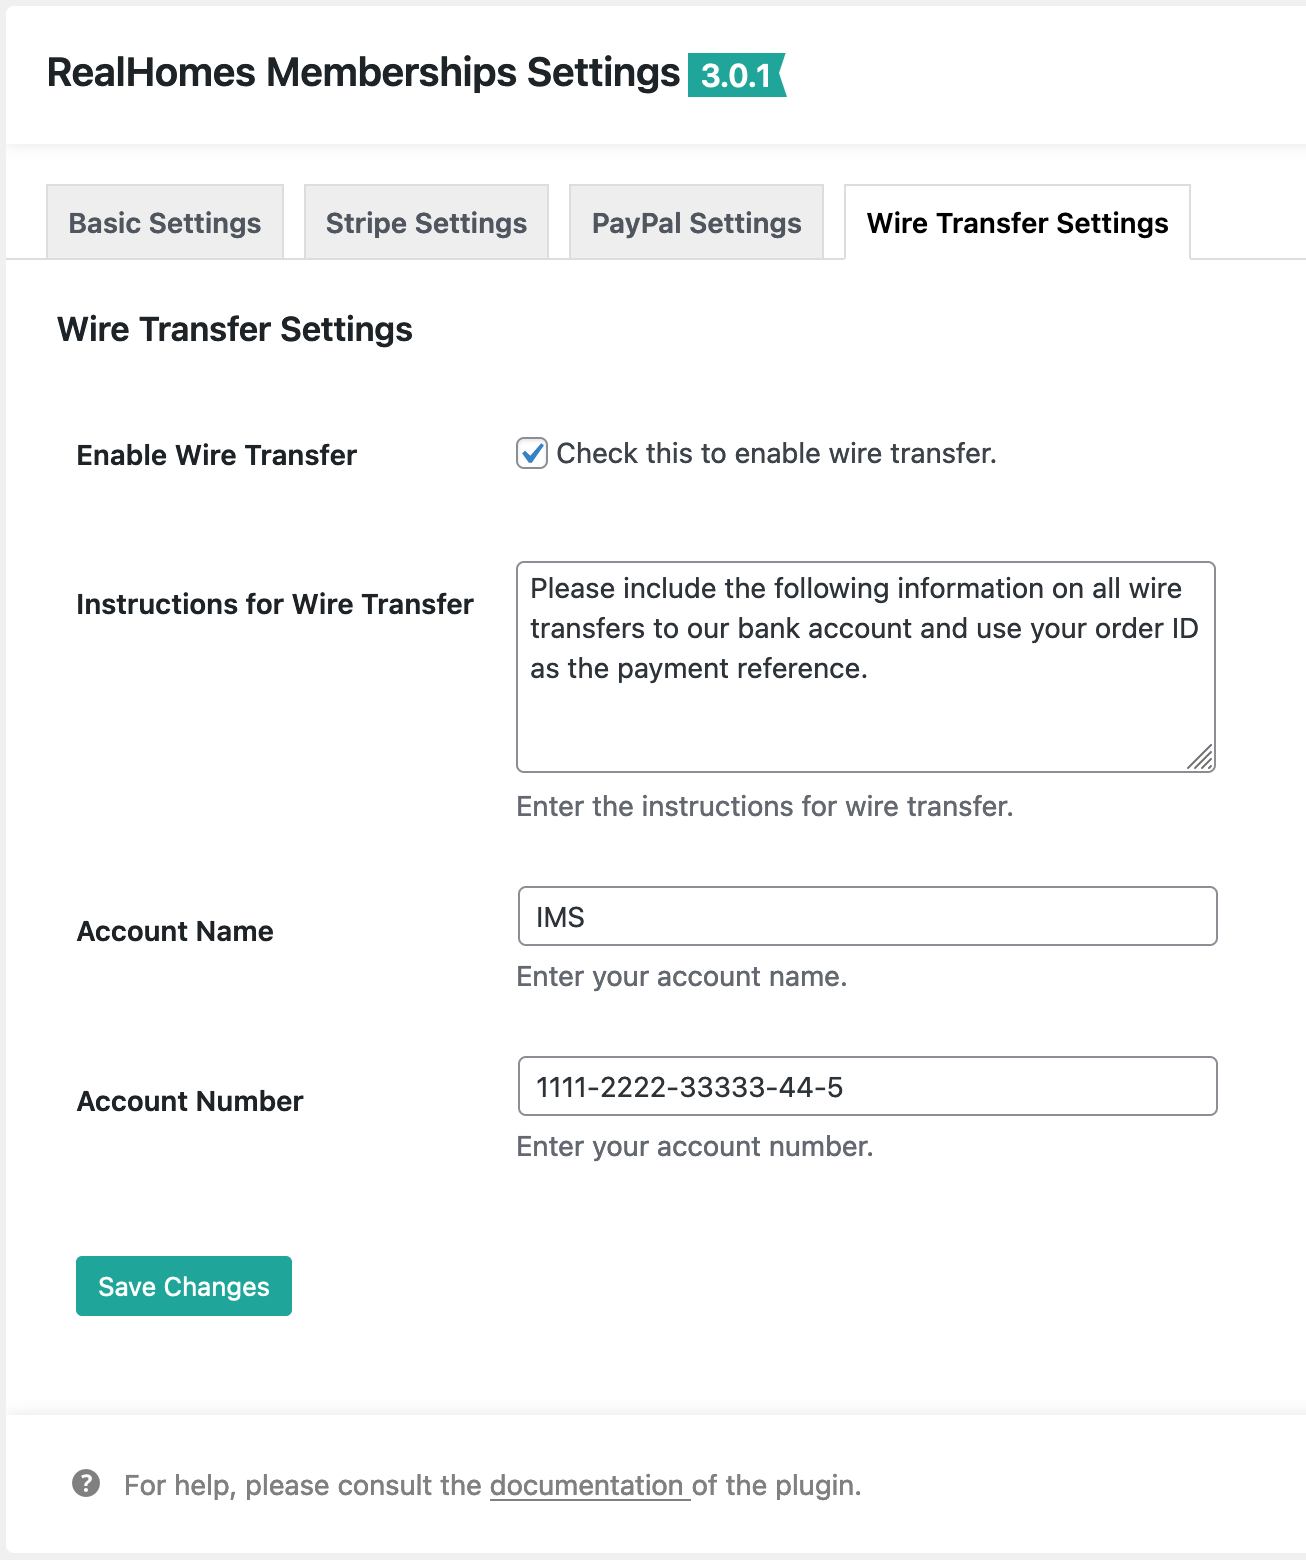 RealHomes Memberships Settings 3.0.1
Basic Settings
Stripe Settings
PayPal Settings
Wire Transfer Settings
Wire Transfer Settings
Enable Wire Transfer
Check this to enable wire transfer.
Instructions for Wire Transfer
Please include the following information on all wire
transfers to our bank account and use your order ID
as the payment reference.
Enter the instructions for wire transfer.
Account Name
IMS
Enter your account name.
Account Number
1111-2222-33333-44-5
Enter your account number.
Save Changes
For help, please consult the documentation of the plugin.